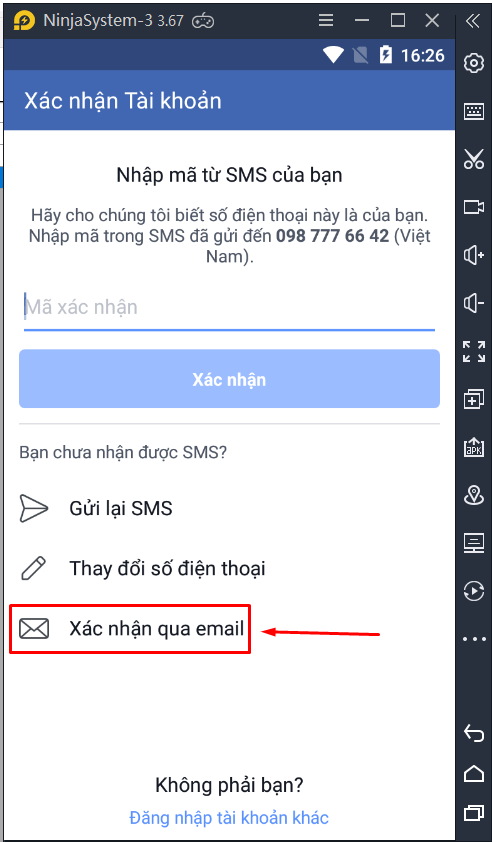 NinjaSystem-3 3.67
16:26
Xác nhận Tài khoản
Nhập mã từ SMS của bạn
Hãy cho chúng tôi biết số điện thoại này là của bạn.
Nhập mã trong SMS đã gửi đến 098 777 66 42 (Việt
Nam).
Mã xác nhận
Xác nhận
Bạn chưa nhận được SMS?
Gửi lại SMS
Thay đổi số điện thoại
Xác nhận qua email
Không phải bạn?
Đăng nhập tài khoản khác
APK